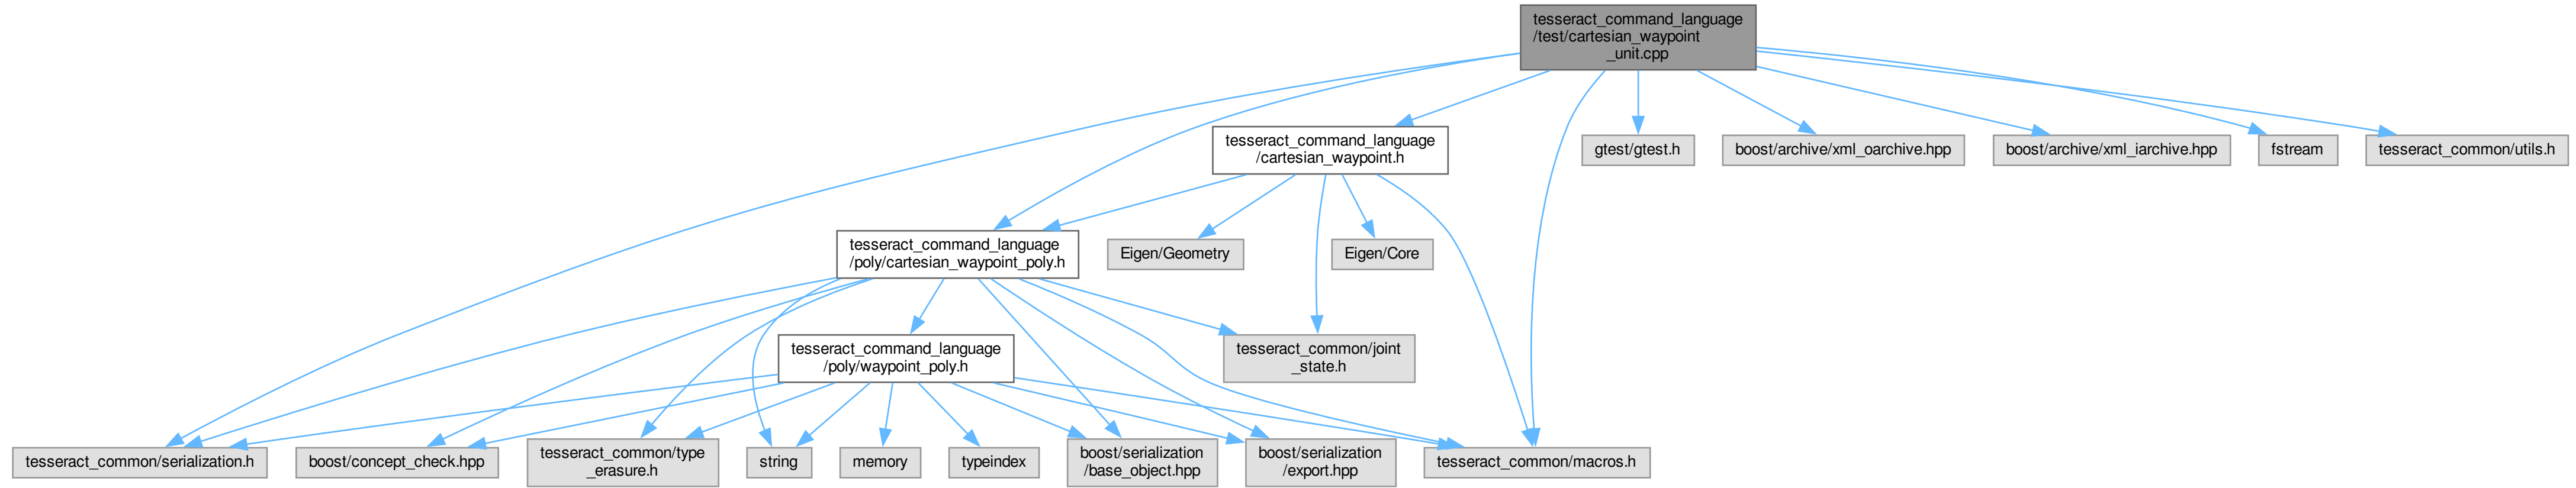 tesseract_command_language
/test/cartesian_waypoint
_unit.cpp
tesseract_command_language
/cartesian_waypoint.h
gtest/gtest.h
boost/archive/xml_oarchive.hpp
boost/archive/xml_iarchive.hpp
fstream
tesseract_common/utils.h
tesseract_command_language
/poly/cartesian_waypoint_poly.h
Eigen/Geometry
Eigen/Core
tesseract_command_language
/poly/waypoint_poly.h
tesseract_common/joint
_state.h
tesseract_common/serialization.h
boost/concept_check.hpp
tesseract_common/type
_erasure.h
string
memory
typeindex
boost/serialization
/base_object.hpp
boost/serialization
/export.hpp
tesseract_common/macros.h